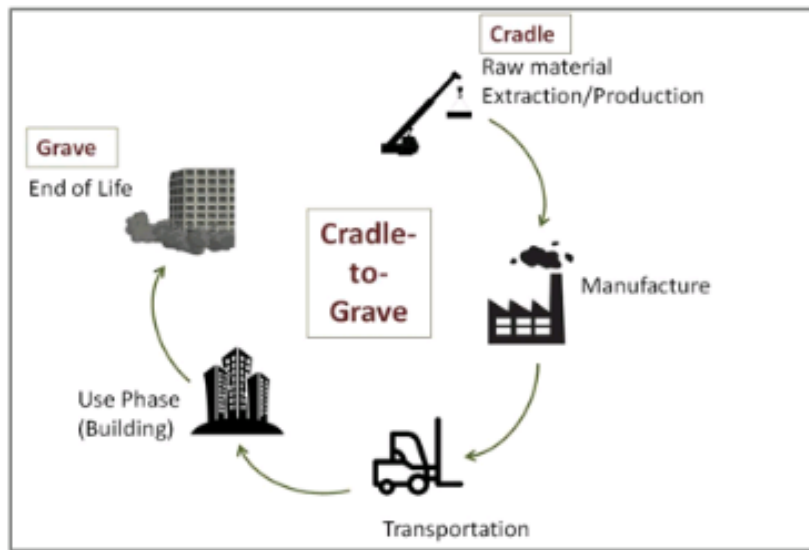 Cradle
Raw material
Extraction/Production
Manufacture
Transportation
Use Phase
(Building)
Grave
End of Life
Cradle-
to-
Grave